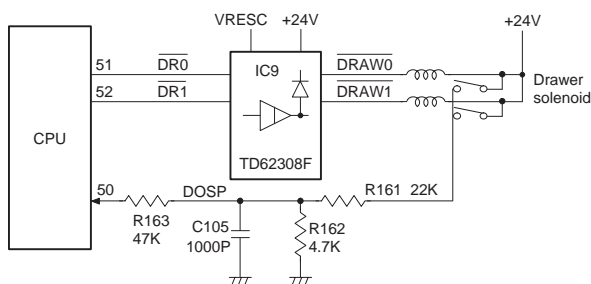 VRESC +24V
+24V
51 DR0 IC9 DRAW0
52 DR1 DRAW1
Drawer
solenoid
CPU
TD62308F
50 DOSP R161 22K
R163
47K
C105
1000P
R162
4.7K